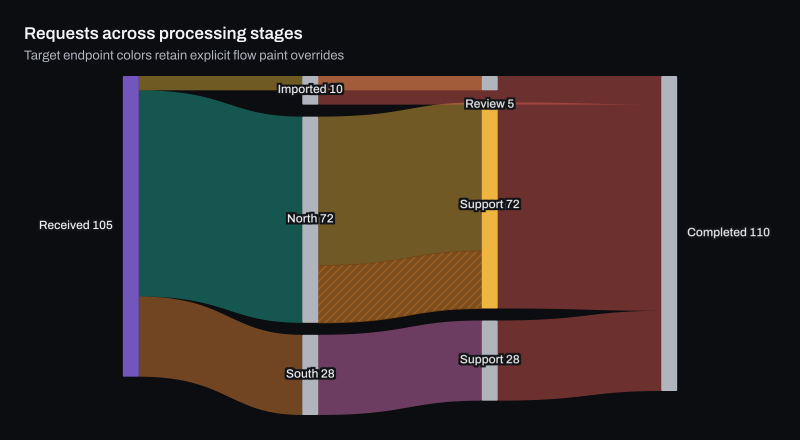 Requests across processing stages
Target endpoint colors retain explicit flow paint overrides
Imported 10
Review 5
Support 72
North 72
Received 105
Completed 110
Support 28
South 28